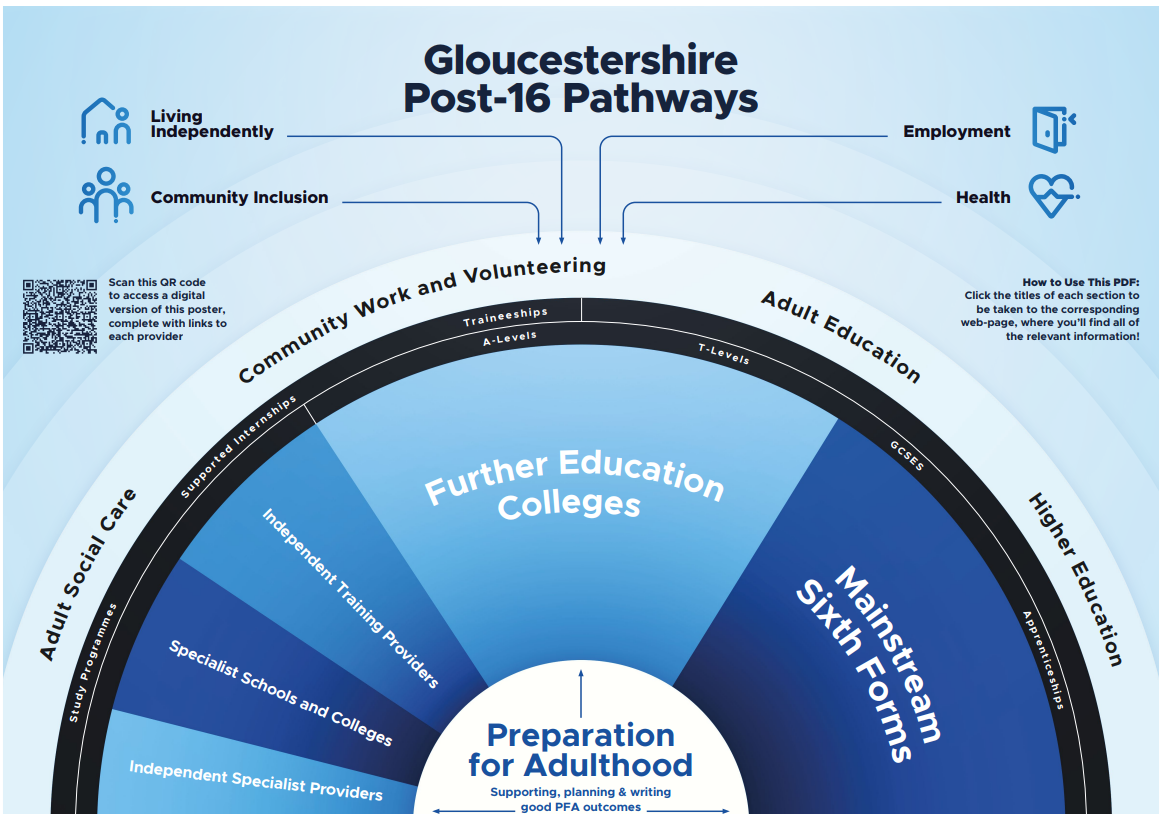 Gloucestershire
Post-16 Pathways
Living
Independently
Community Inclusion
Employment
Health
Scan this QR code
to access a digital
version of this poster,
complete with links to
each provider
How to Use This PDF:
Click the titles of each section to
be taken to the corresponding
web-page, where you'll find all of
the relevant information!
Adult Social Care
Community Work and Volunteering
Adult Education
Higher Education
Study Programmes
Supported Internships
Traineeships
A-Levels
T-Levels
GCSES
Apprenticeships
Independent Specialist Providers
Specialist Schools and Colleges
Independent Training Providers
Further Education
Colleges
Mainstream
Sixth Forms
Preparation
for Adulthood
Supporting, planning & writing
good PFA outcomes